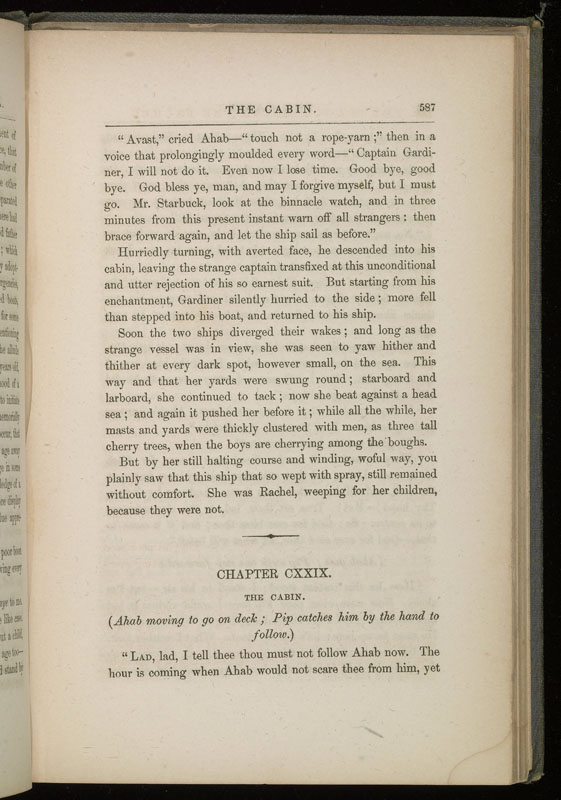 THE CABIN. 587
“Avast,” cried Ahab—“touch not a rope-yarn;” then in a
voice that prolongingly moulded every word—“Captain Gardi-
ner, I will not do it. Even now I lose time. Good bye, good
bye. God bless ye, man, and may I forgive myself, but I must
go. Mr. Starbuck, look at the binnacle watch, and in three
minutes from this present instant warn off all strangers: then
brace forward again, and let the ship sail as before.”
Hurriedly turning, with averted face, he descended into his
cabin, leaving the strange captain transfixed at this unconditional
and utter rejection of his so earnest suit. But starting from his
enchantment, Gardiner silently hurried to the side; more fell
than stepped into his boat, and returned to his ship.
Soon the two ships diverged their wakes; and long as the
strange vessel was in view, she was seen to yaw hither and
thither at every dark spot, however small, on the sea. This
way and that her yards were swung round; starboard and
larboard, she continued to tack; now she beat against a head
sea; and again it pushed her before it; while all the while, her
masts and yards were thickly clustered with men, as three tall
cherry trees, when the boys are cherrying among the boughs.
But by her still halting course and winding, woful way, you
plainly saw that this ship that so wept with spray, still remained
without comfort. She was Rachel, weeping for her children,
because they were not.
CHAPTER CXXIX.
THE CABIN.
(Ahab moving to go on deck; Pip catches him by the hand to
follow.)
“LAD, lad, I tell thee thou must not follow Ahab now. The
hour is coming when Ahab would not scare thee from him, yet